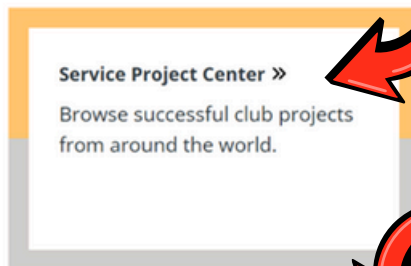 Service Project Center »
Browse successful club projects
from around the world.